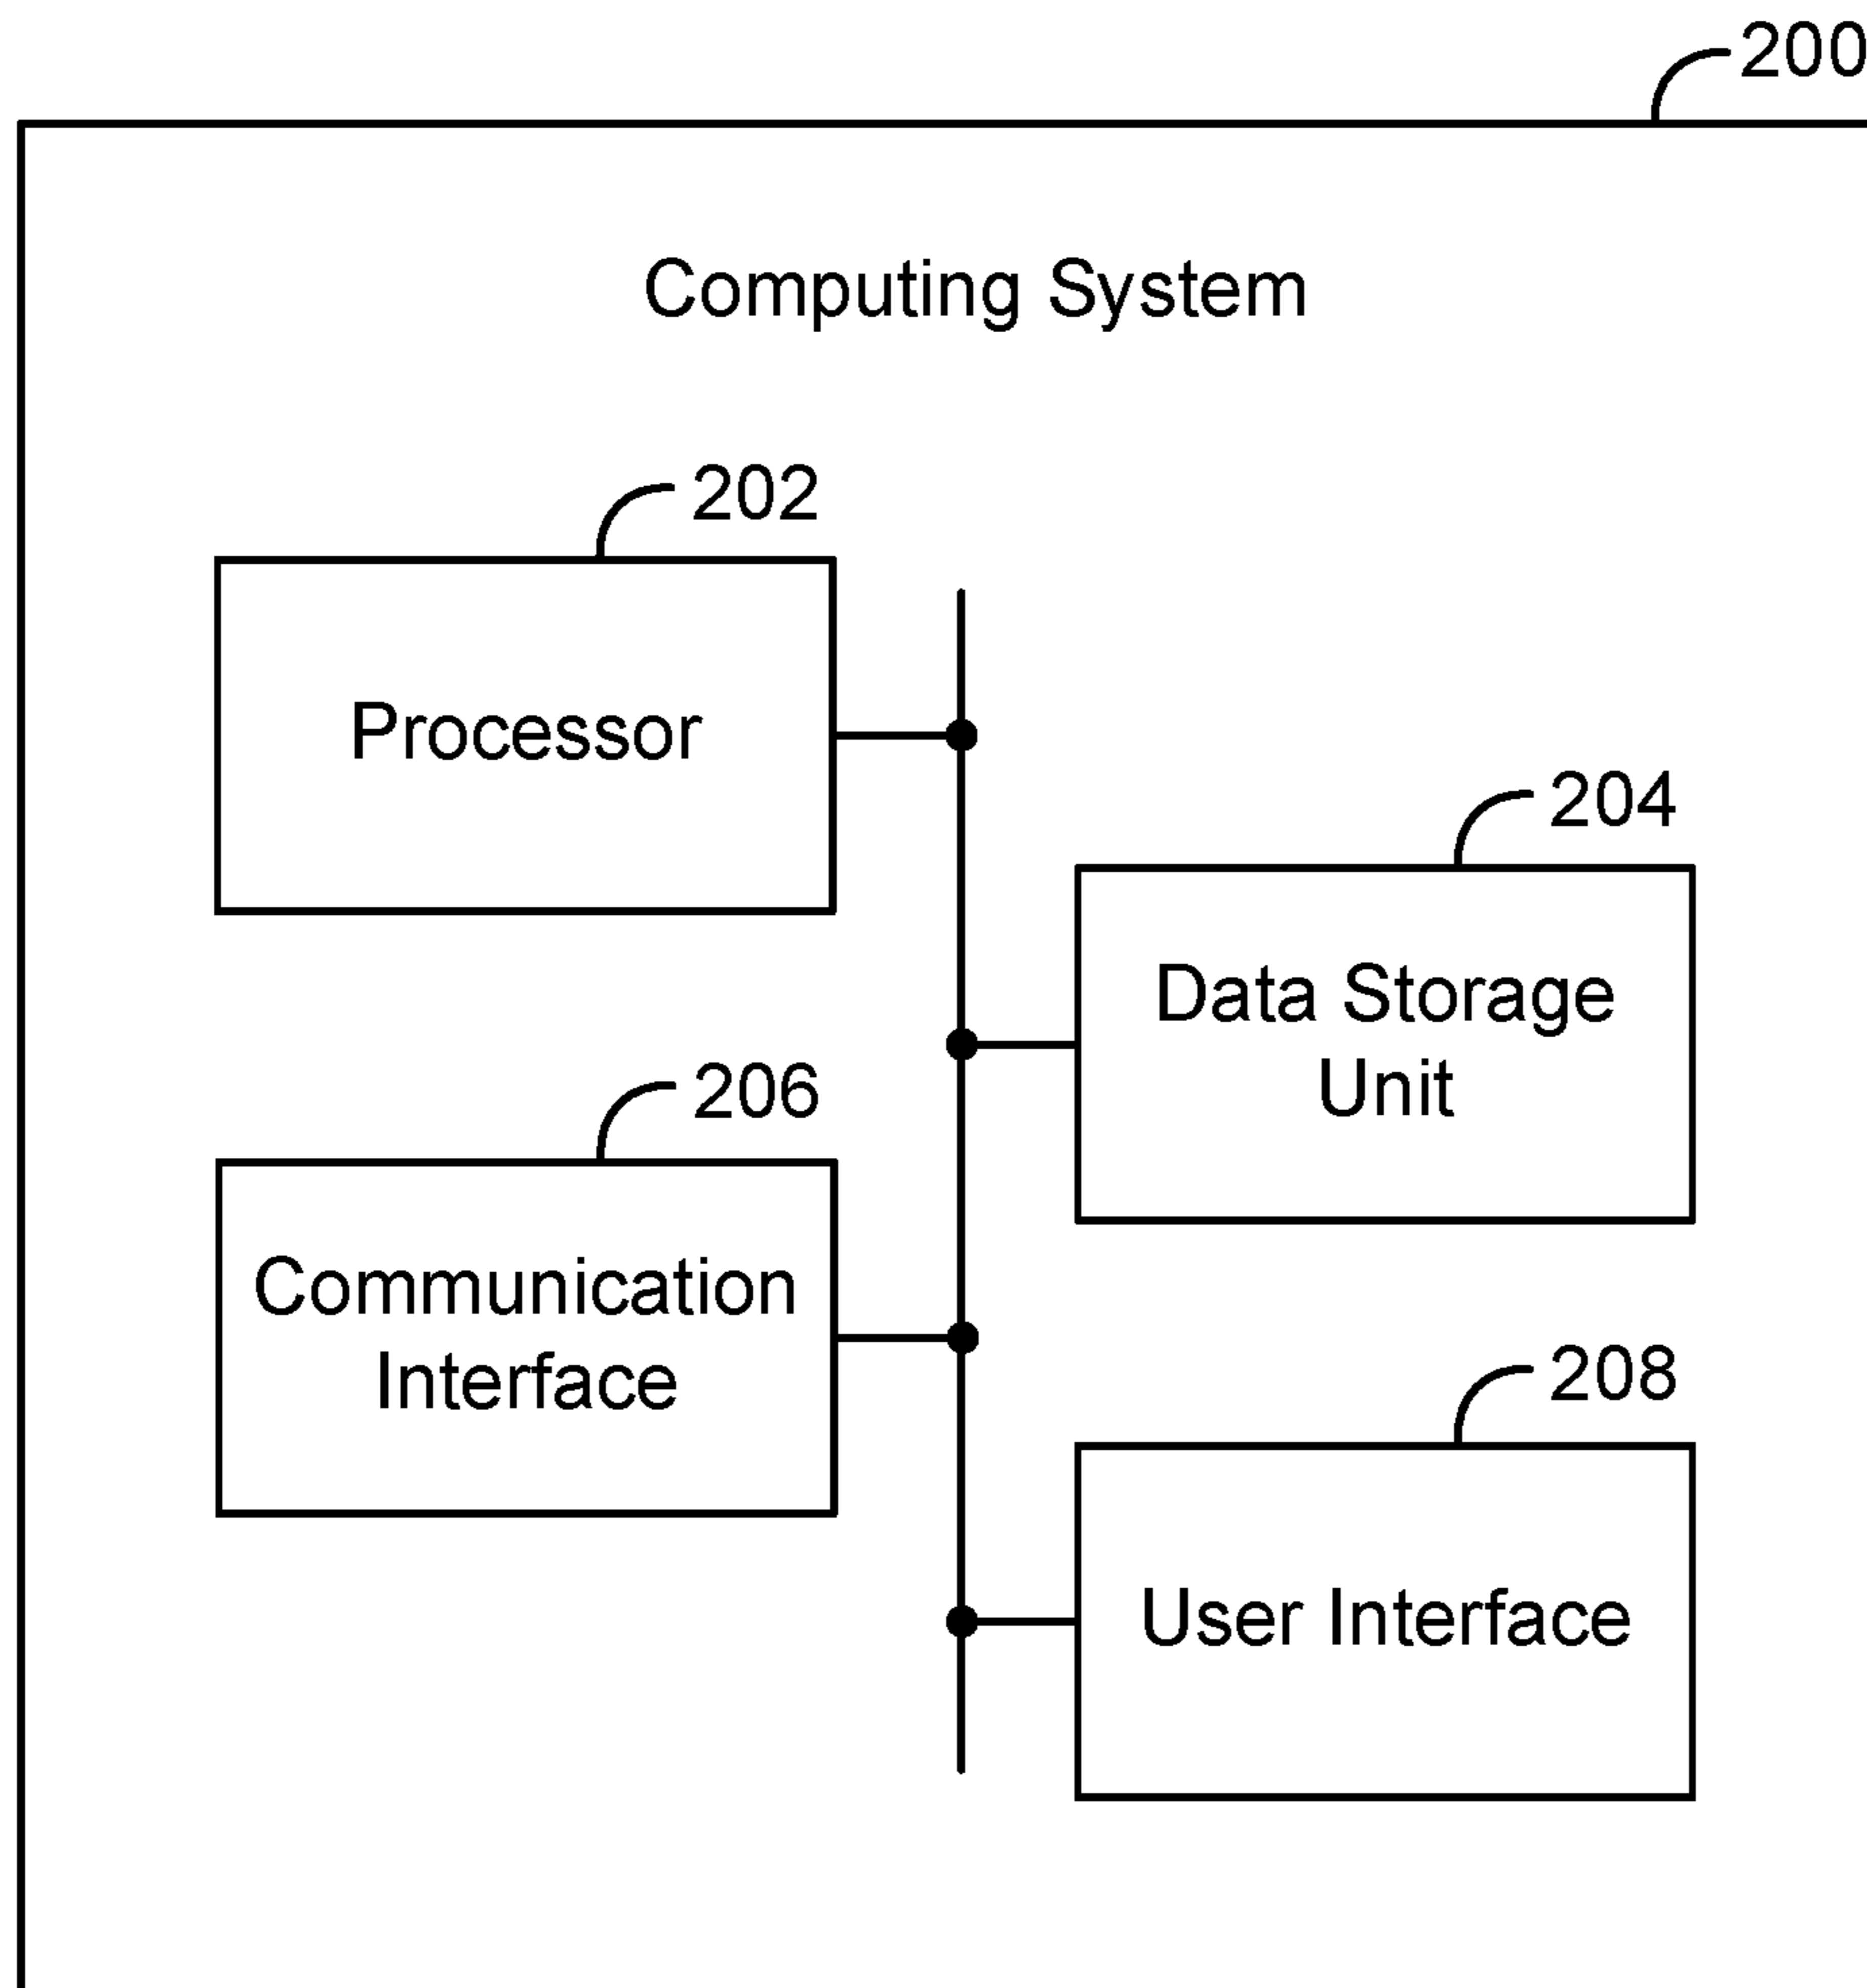 200
Computing System
202
Processor
204
Data Storage
Unit
206
Communication
Interface
208
User Interface